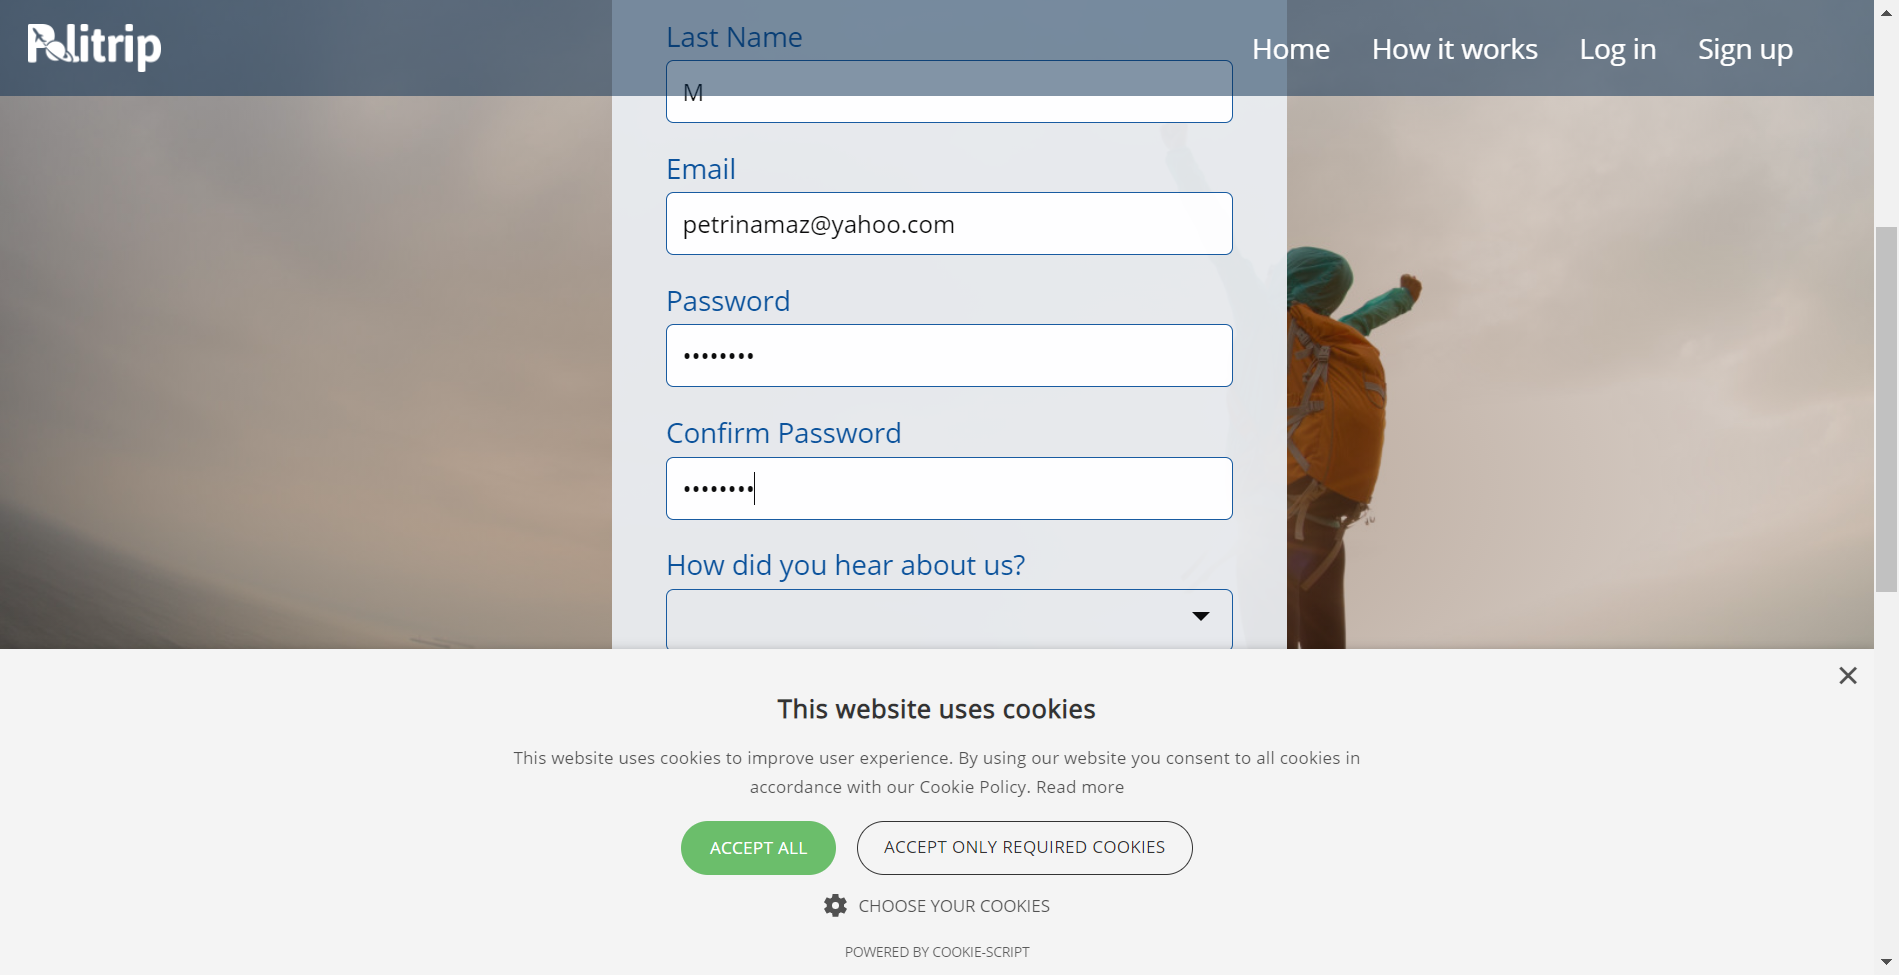 Politrip
Home How it works Log in Sign up
Last Name
M
Email
petrinamaz@yahoo.com
Password
••••••••
Confirm Password
••••••••
How did you hear about us?
This website uses cookies
This website uses cookies to improve user experience. By using our website you consent to all cookies in
accordance with our Cookie Policy. Read more
ACCEPT ALL
ACCEPT ONLY REQUIRED COOKIES
CHOOSE YOUR COOKIES
POWERED BY COOKIE-SCRIPT